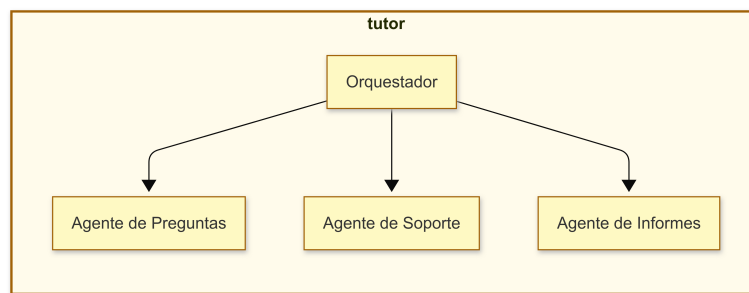 tutor
Orquestador
Agente de Preguntas
Agente de Soporte
Agente de Informes